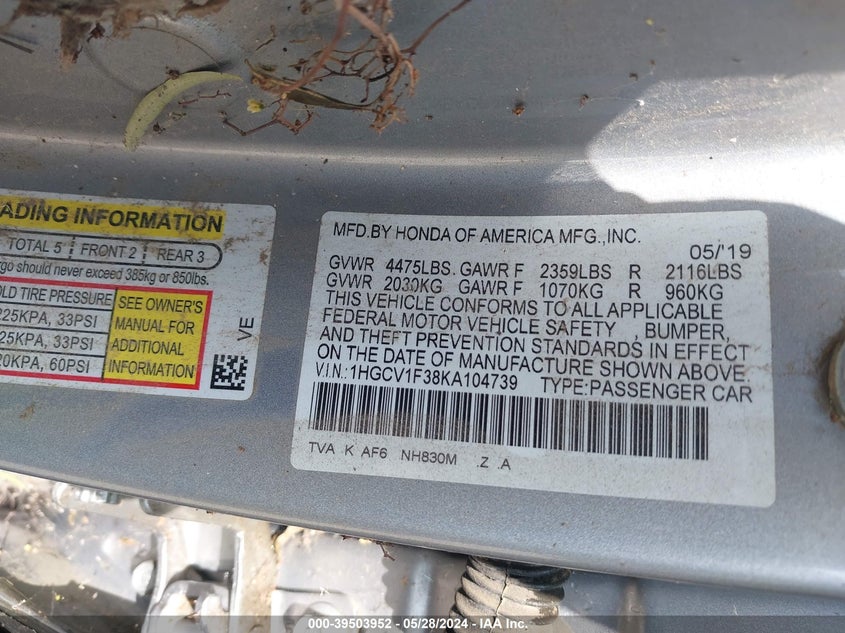 ADING INFORMATION
TOTAL 5 FRONT 2 REAR 3
rgo should never exceed 385kg or 850lbs.
OLD TIRE PRESSURE
225KPA, 33PSI
225KPA, 33PSI
20KPA, 60PSI
SEE OWNER'S
MANUAL FOR
ADDITIONAL
INFORMATION
VE
MFD.BY HONDA OF AMERICA MFG.,INC.
05/'19
GVWR 4475LBS. GAWR F 2359LBS R 2116LBS
GVWR 2030KG GAWR F 1070KG R 960KG
THIS VEHICLE CONFORMS TO ALL APPLICABLE
FEDERAL MOTOR VEHICLE SAFETY , BUMPER,
AND THEFT PREVENTION STANDARDS IN EFFECT
ON THE DATE OF MANUFACTURE SHOWN ABOVE.
V.I.N.:1HGCV1F38KA104739 TYPE:PASSENGER CAR
TVA K AF6 NH830M .Z .A
000-39503952 — 05/28/2024 — IAA Inc.